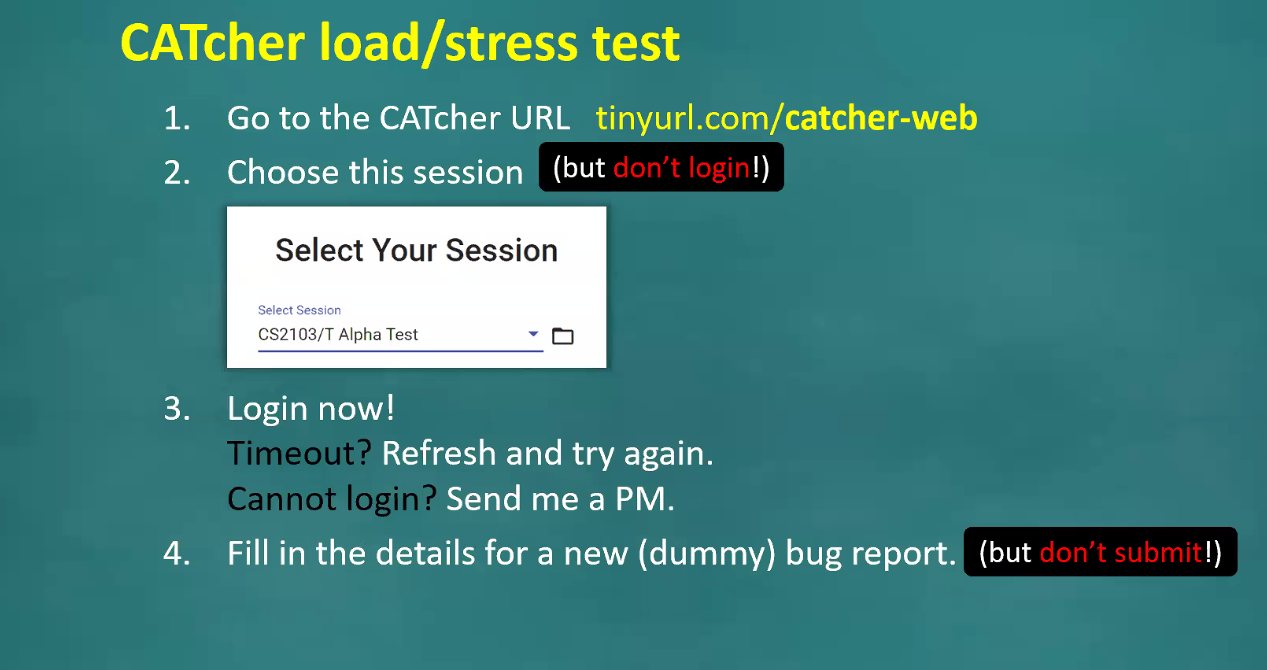 CATcher load/stress test
1. Go to the CATcher URL tinyurl.com/catcher-web
2. Choose this session (but don't login!)
Select Your Session
Select Session
CS2103/T Alpha Test
3. Login now!
Timeout? Refresh and try again.
Cannot login? Send me a PM.
4. Fill in the details for a new (dummy) bug report. (but don't submit!)